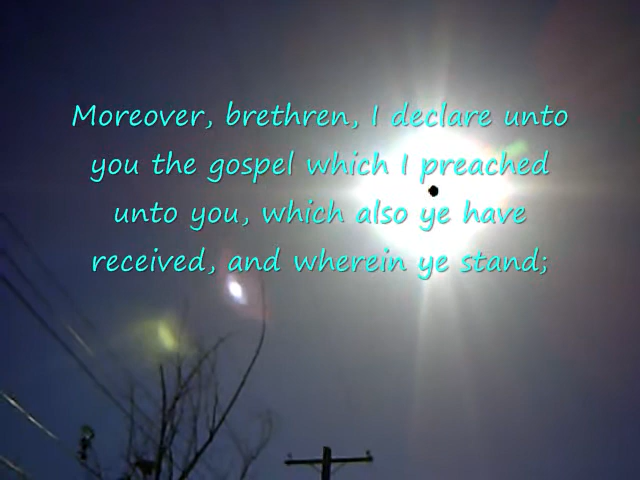 Moreover, brethren, I declare unto
you the gospel which I preached
unto you, which also ye have
received, and wherein ye stand;